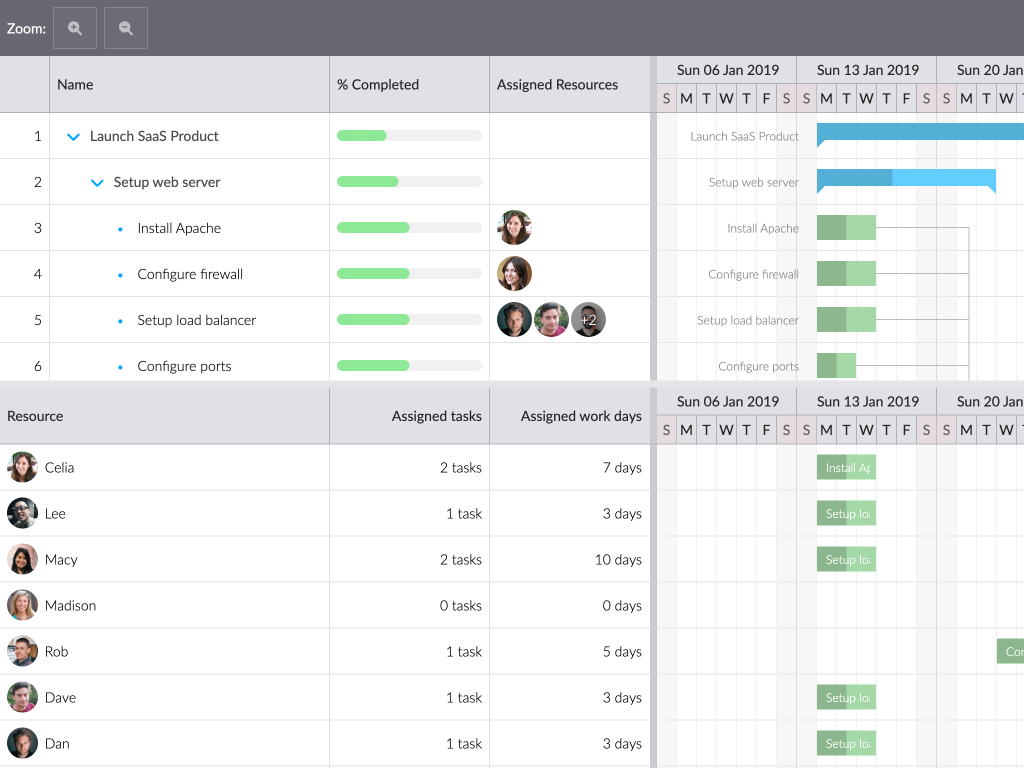 Zoom:
Name % Completed Assigned Resources
Sun 06 Jan 2019 Sun 13 Jan 2019 Sun 20 Jan
S M T W T F S S M T W T F S S M T W
1 Launch SaaS Product Launch SaaS Product
2 Setup web server Setup web server
3 Install Apache Install Apache
4 Configure firewall Configure firewall
5 Setup load balancer +2 Setup load balancer
6 Configure ports Configure ports
Resource Assigned tasks Assigned work days
Sun 06 Jan 2019 Sun 13 Jan 2019 Sun 20 Jan
S M T W T F S S M T W T F S S M T W
Celia 2 tasks 7 days Install Ap
Lee 1 task 3 days Setup loa
Macy 2 tasks 10 days Setup loa
Madison 0 tasks 0 days
Rob 1 task 5 days Con
Dave 1 task 3 days Setup loa
Dan 1 task 3 days Setup loa